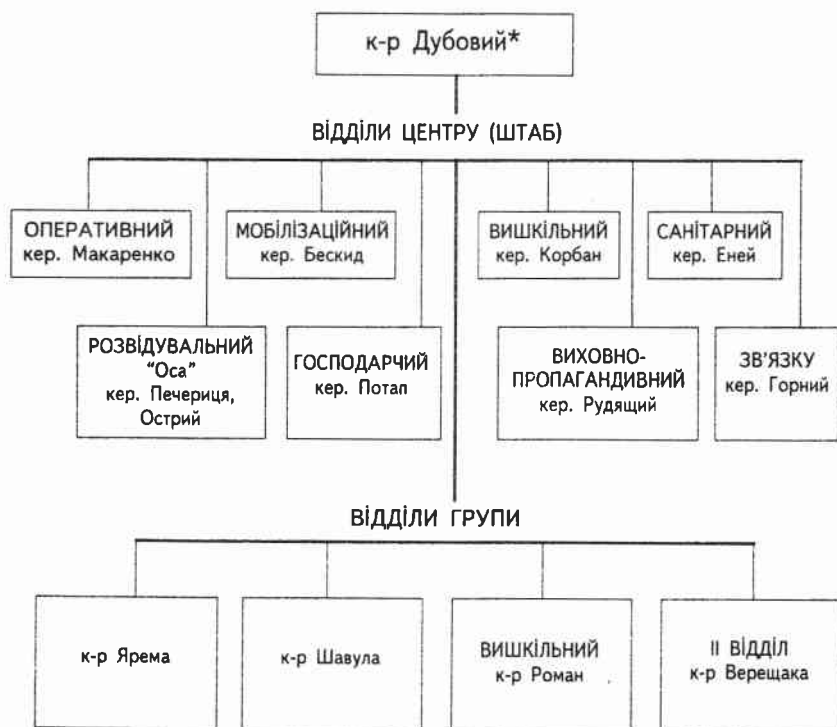 к-р Дубовий*
ВІДДІЛИ ЦЕНТРУ (ШТАБ)
ОПЕРАТИВНИЙ
кер. Макаренко
МОБІЛІЗАЦІЙНИЙ
кер. Бескид
ВИШКІЛЬНИЙ
кер. Корбан
САНІТАРНИЙ
кер. Еней
РОЗВІДУВАЛЬНИЙ
“Оса”
кер. Печериця,
Острий
ГОСПОДАРЧИЙ
кер. Потап
ВИХОВНО-
ПРОПАГАНДИВНИЙ
кер. Рудящий
ЗВ'ЯЗКУ
кер. Горний
ВІДДІЛИ ГРУПИ
к-р Ярема
к-р Шавула
ВИШКІЛЬНИЙ
к-р Роман
ІІ ВІДДІЛ
к-р Верещака